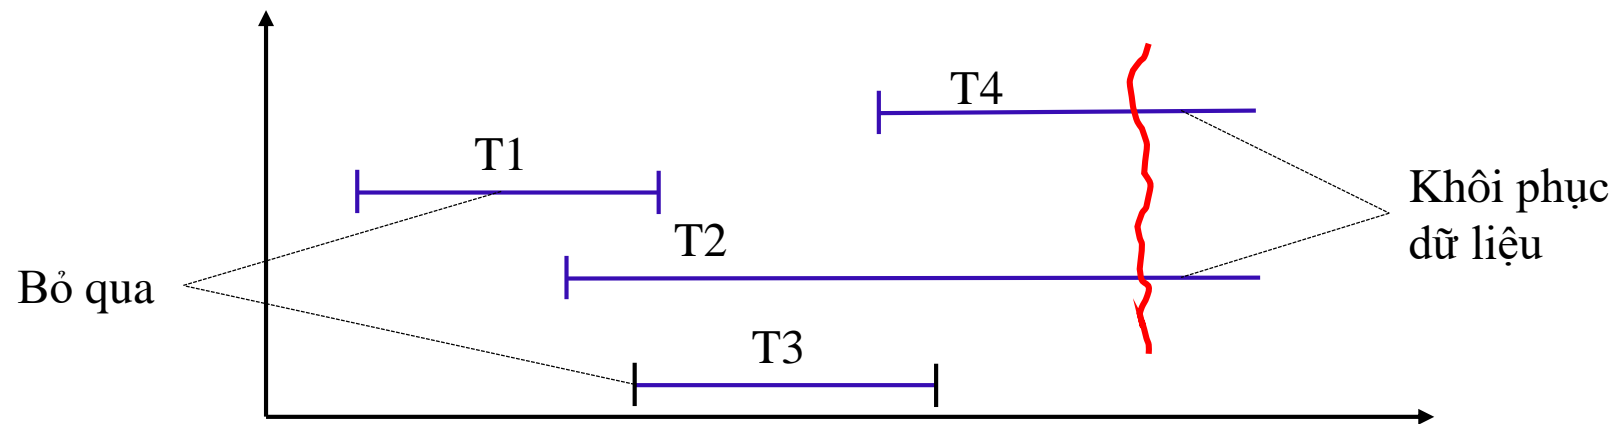 T4
T1
Khôi phục
dữ liệu
T2
Bỏ qua
T3